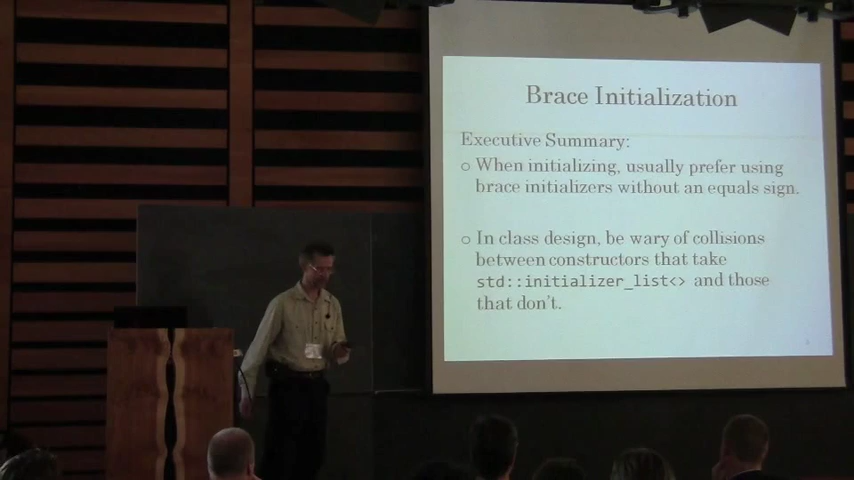 Brace Initialization
Executive Summary:
○ When initializing, usually prefer using
brace initializers without an equals sign.
○ In class design, be wary of collisions
between constructors that take
std::initializer_list<> and those
that don't.